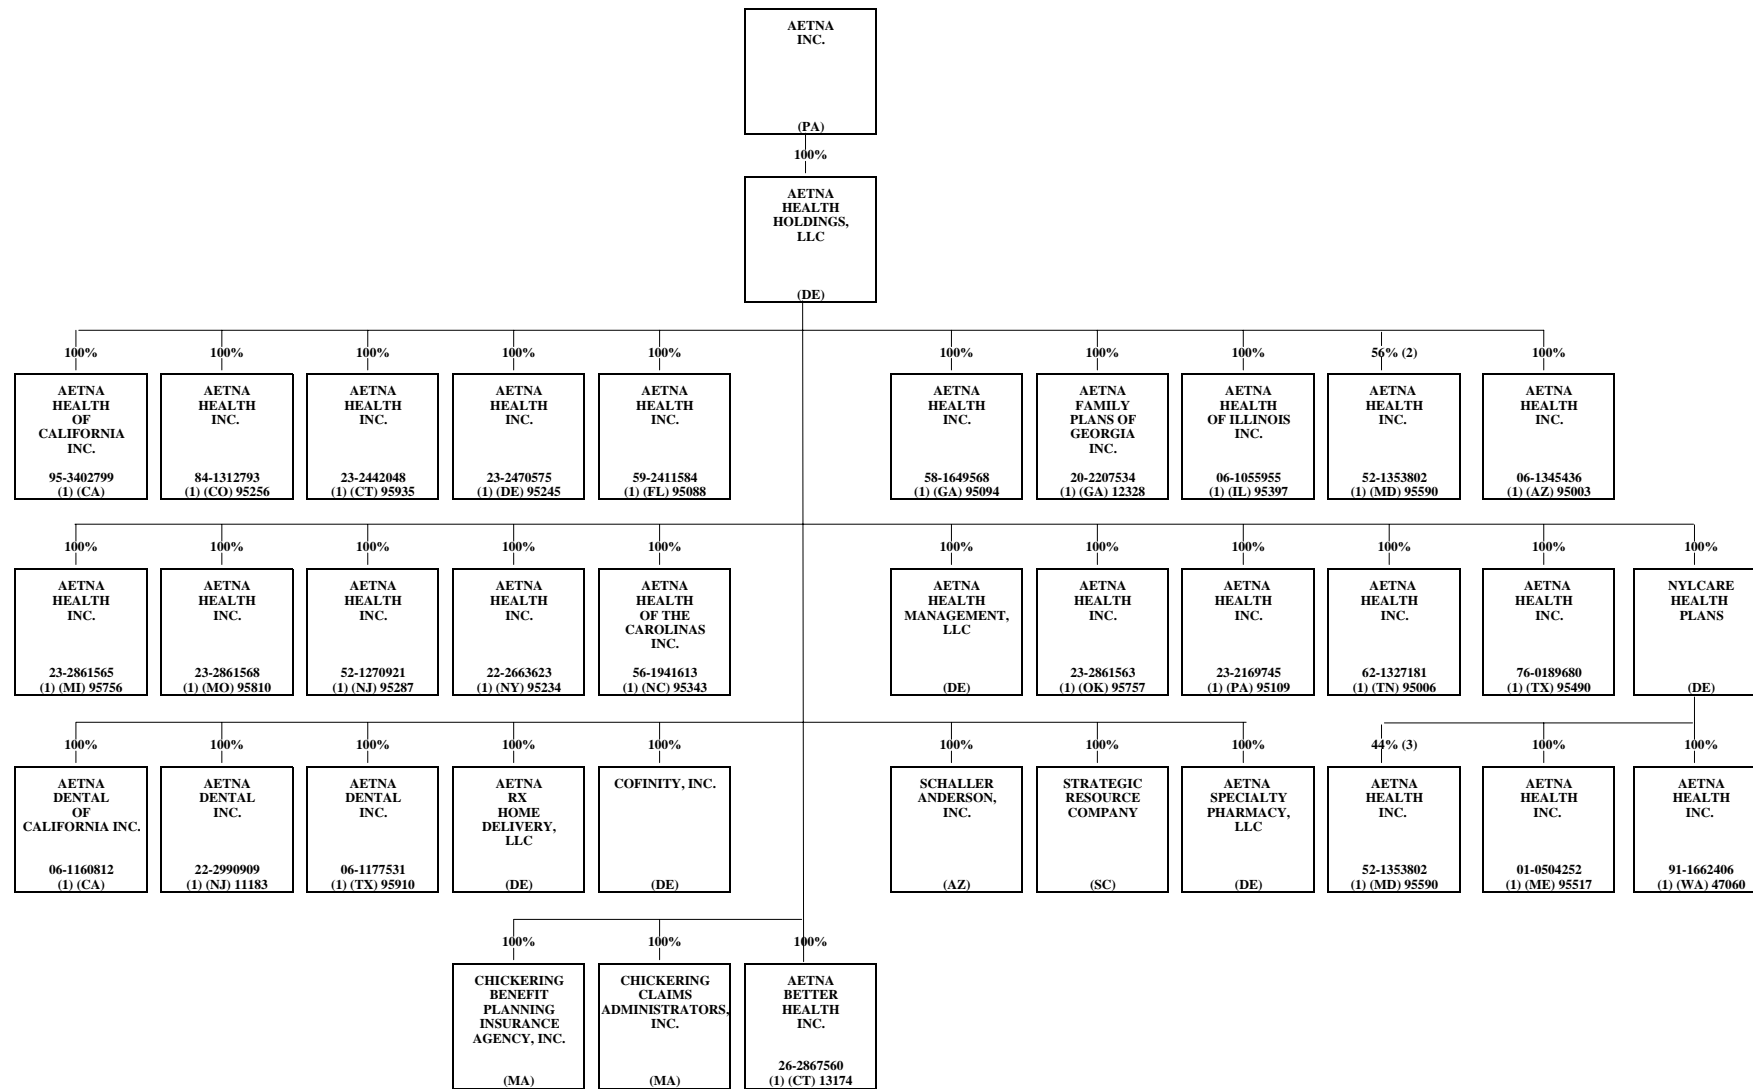 AETNA
INC.
(PA)
100%
AETNA
HEALTH
HOLDINGS,
LLC
(DE)
100%
AETNA
HEALTH
OF
CALIFORNIA
INC.
95-3402799
(1) (CA)
100%
AETNA
HEALTH
INC.
84-1312793
(1) (CO) 95256
100%
AETNA
HEALTH
INC.
23-2442048
(1) (CT) 95935
100%
AETNA
HEALTH
INC.
23-2470575
(1) (DE) 95245
100%
AETNA
HEALTH
INC.
59-2411584
(1) (FL) 95088
100%
AETNA
HEALTH
INC.
58-1649568
(1) (GA) 95094
100%
AETNA
FAMILY
PLANS OF
GEORGIA
INC.
20-2207534
(1) (GA) 12328
100%
AETNA
HEALTH
OF ILLINOIS
INC.
06-1055955
(1) (IL) 95397
56% (2)
AETNA
HEALTH
INC.
52-1353802
(1) (MD) 95590
100%
AETNA
HEALTH
INC.
06-1345436
(1) (AZ) 95003
100%
AETNA
HEALTH
INC.
23-2861565
(1) (MI) 95756
100%
AETNA
HEALTH
INC.
23-2861568
(1) (MO) 95810
100%
AETNA
HEALTH
INC.
52-1270921
(1) (NJ) 95287
100%
AETNA
HEALTH
INC.
22-2663623
(1) (NY) 95234
100%
AETNA
HEALTH
OF THE
CAROLINAS
INC.
56-1941613
(1) (NC) 95343
100%
AETNA
HEALTH
MANAGEMENT,
LLC
(DE)
100%
AETNA
HEALTH
INC.
23-2861563
(1) (OK) 95757
100%
AETNA
HEALTH
INC.
23-2169745
(1) (PA) 95109
100%
AETNA
HEALTH
INC.
62-1327181
(1) (TN) 95006
100%
AETNA
HEALTH
INC.
76-0189680
(1) (TX) 95490
100%
NYLCARE
HEALTH
PLANS
(DE)
100%
AETNA
DENTAL
OF
CALIFORNIA INC.
06-1160812
(1) (CA)
100%
AETNA
DENTAL
INC.
22-2990909
(1) (NJ) 11183
100%
AETNA
DENTAL
INC.
06-1177531
(1) (TX) 95910
100%
AETNA
RX
HOME
DELIVERY,
LLC
(DE)
100%
COFINITY, INC.
(DE)
100%
SCHALLER
ANDERSON,
INC.
(AZ)
100%
STRATEGIC
RESOURCE
COMPANY
(SC)
100%
AETNA
SPECIALTY
PHARMACY,
LLC
(DE)
44% (3)
AETNA
HEALTH
INC.
52-1353802
(1) (MD) 95590
100%
AETNA
HEALTH
INC.
01-0504252
(1) (ME) 95517
100%
AETNA
HEALTH
INC.
91-1662406
(1) (WA) 47060
100%
CHICKERING
BENEFIT
PLANNING
INSURANCE
AGENCY, INC.
(MA)
100%
CHICKERING
CLAIMS
ADMINISTRATORS,
INC.
(MA)
100%
AETNA
BETTER
HEALTH
INC.
26-2867560
(1) (CT) 13174